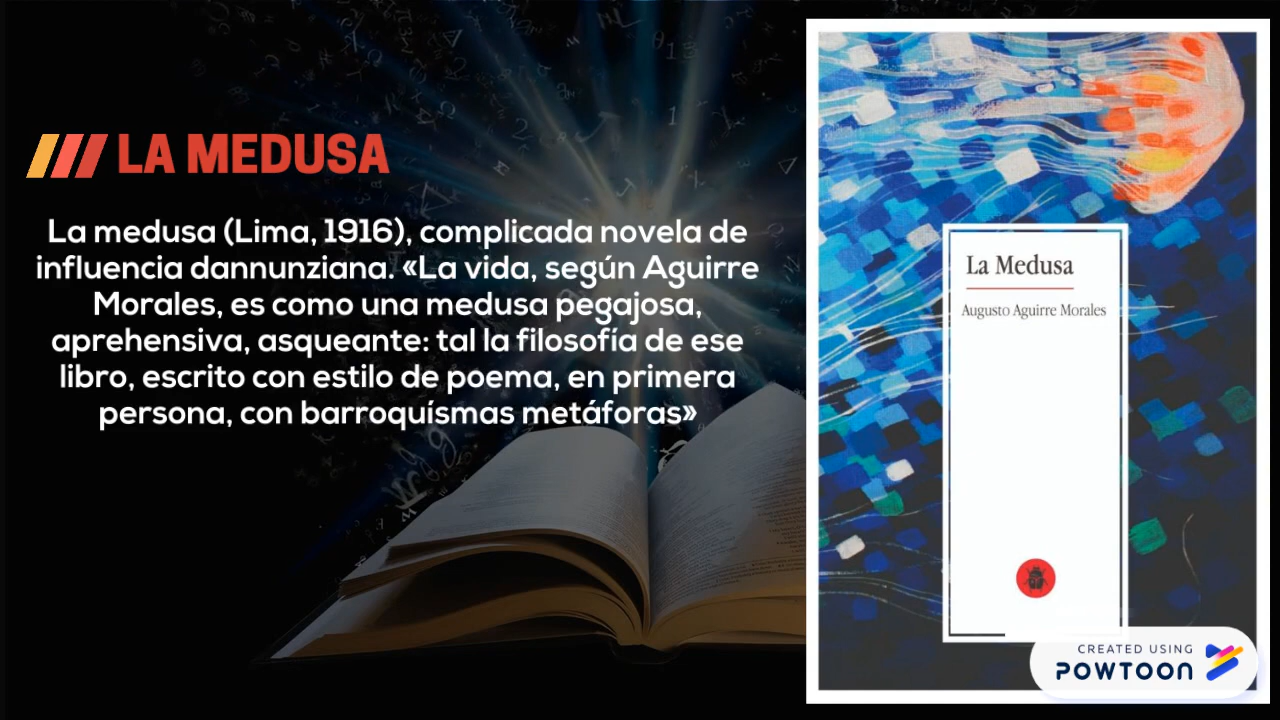 LA MEDUSA
La medusa (Lima, 1916), complicada novela de
influencia dannunziana. «La vida, según Aguirre
Morales, es como una medusa pegajosa,
aprehensiva, asqueante: tal la filosofía de ese
libro, escrito con estilo de poema, en primera
persona, con barroquísmas metáforas»
La Medusa
Augusto Aguirre Morales
CREATED USING
POWTOON